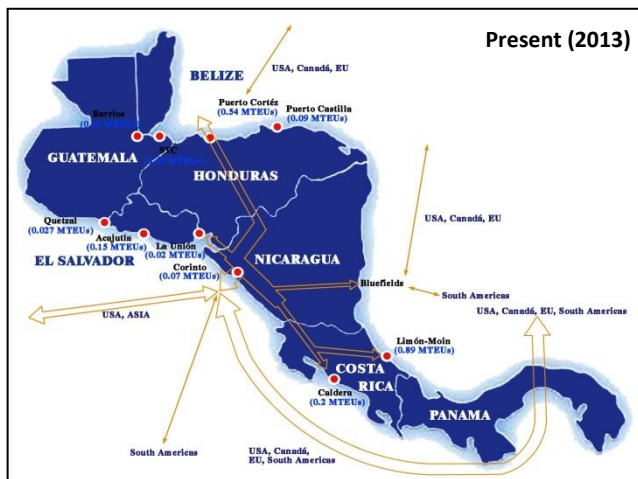 Present (2013)
USA, Canadá, EU
BELIZE
Puerto Cortéz
(0.54 MTEUs)
Puerto Castilla
(0.09 MTEUs)
Barrios
STC
GUATEMALA
HONDURAS
Quetzal
(0.027 MTEUs)
Acajutla
(0.15 MTEUs)
La Unión
(0.02 MTEUs)
EL SALVADOR
Corinto
(0.07 MTEUs)
NICARAGUA
USA, Canadá, EU
Bluefields
South Americas
USA, ASIA
USA, Canadá, EU, South Americas
Limón-Moin
(0.89 MTEUs)
COSTA
RICA
Caldera
(0.2 MTEUs)
PANAMA
South Americas
USA, Canadá,
EU, South Americas